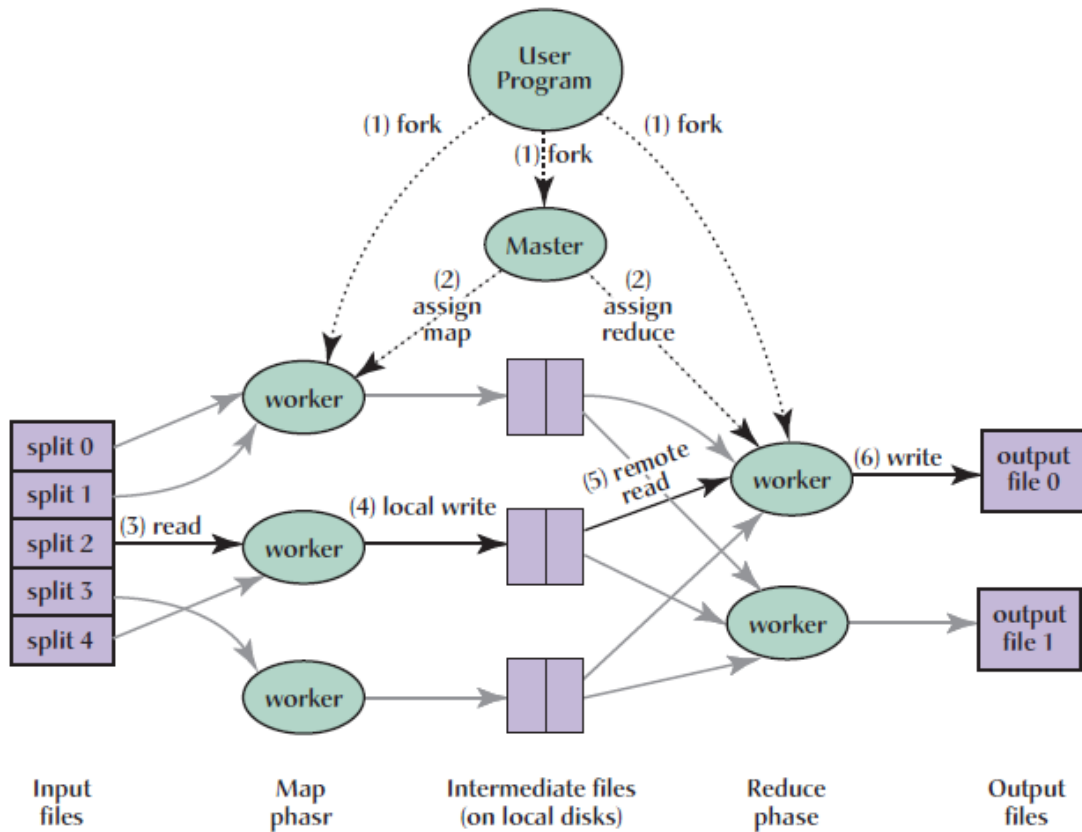 User
Program
(1) fork
(1) fork
(1) fork
Master
(2)
assign
map
(2)
assign
reduce
worker
split 0
split 1
split 2
split 3
split 4
(3) read
worker
(4) local write
(5) remote
read
worker
(6) write
output
file 0
worker
worker
output
file 1
Input
files
Map
phasr
Intermediate files
(on local disks)
Reduce
phase
Output
files